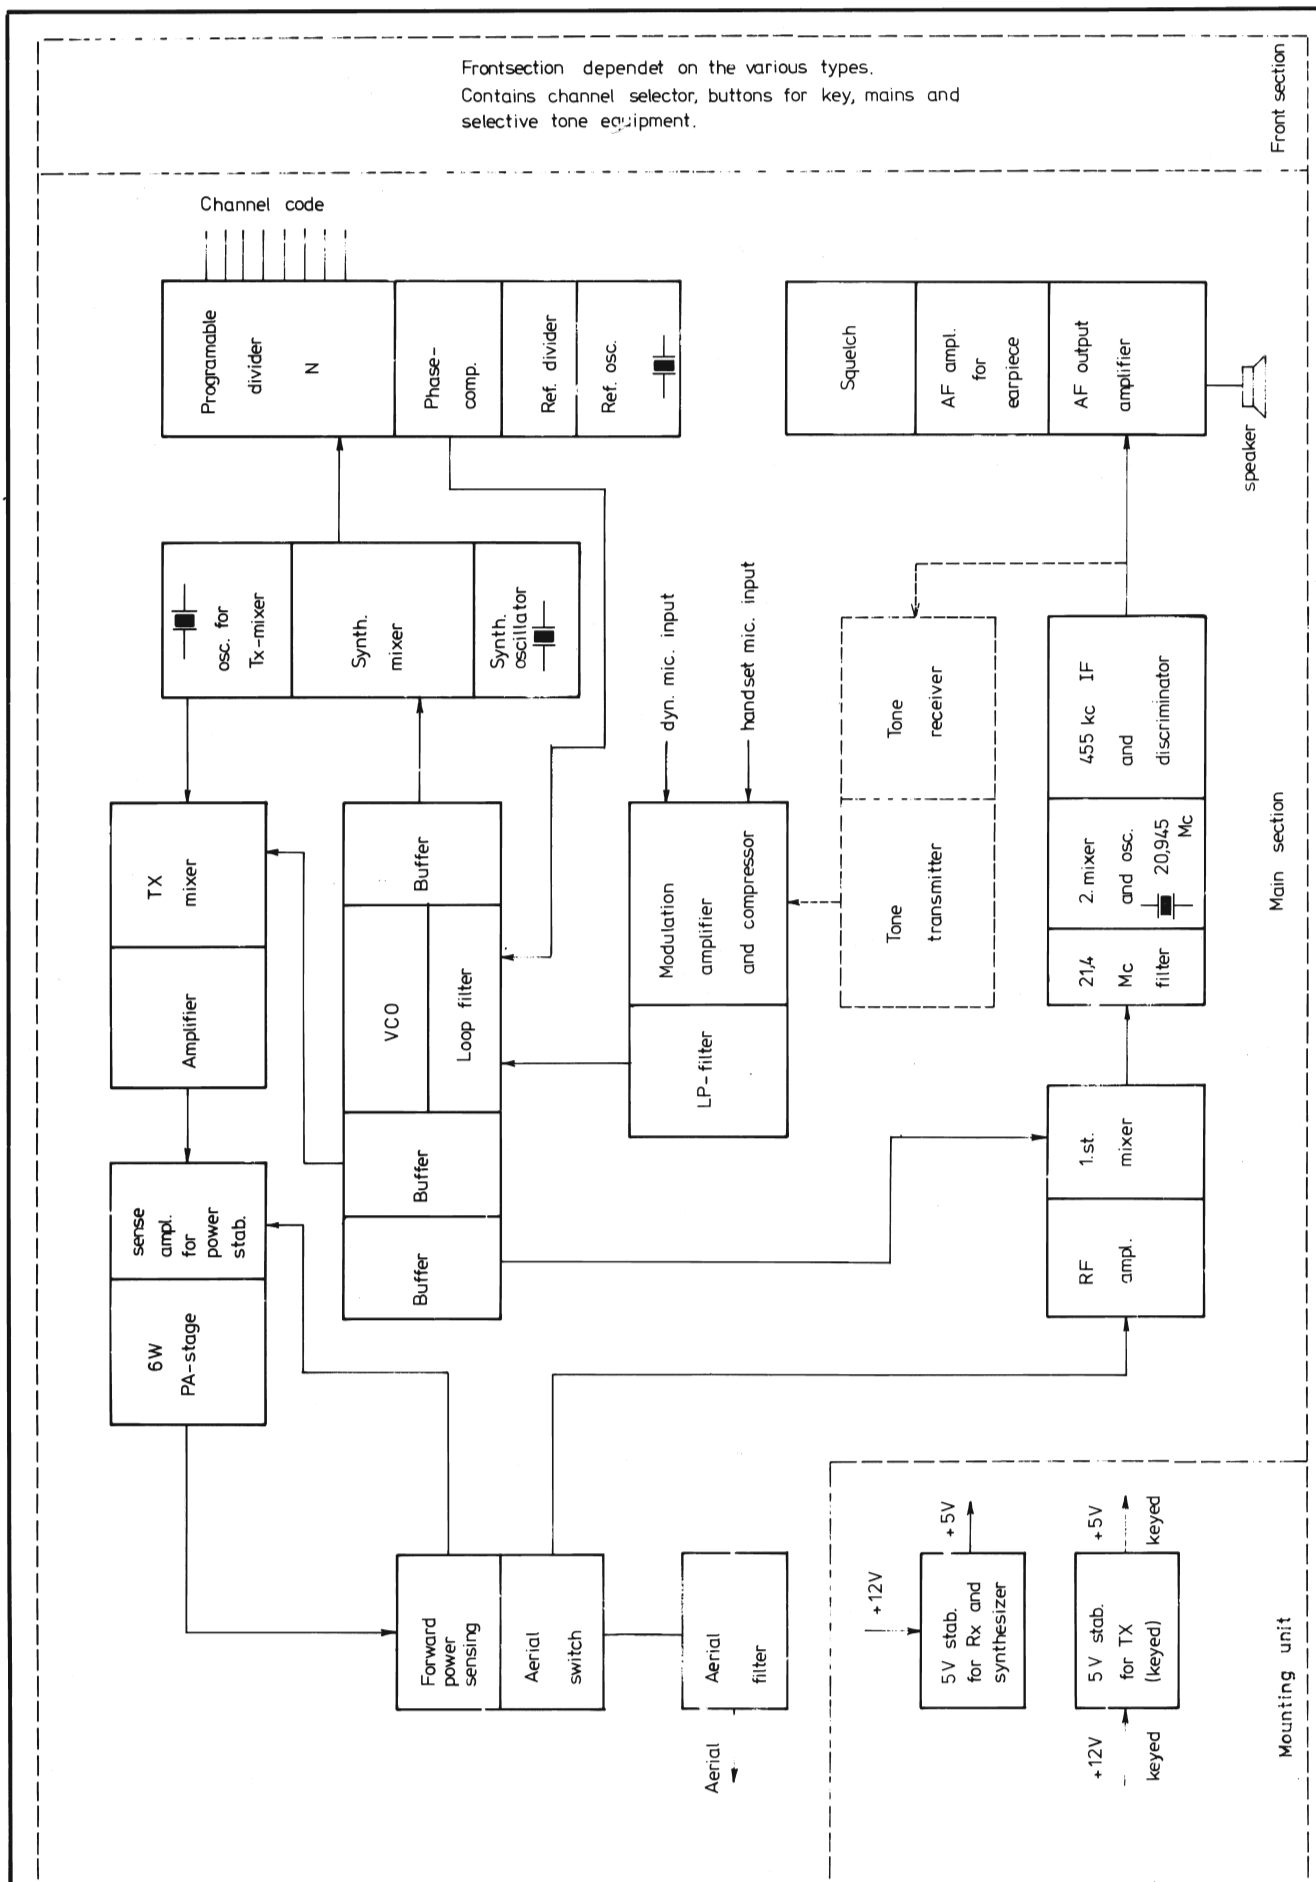 Frontsection dependet on the various types.
Contains channel selector, buttons for key, mains and
selective tone equipment.
Front section
Channel code
Programable
divider
N
Phase-
comp.
Ref. divider
Ref. osc.
Squelch
AF ampl.
for
earpiece
AF output
amplifier
speaker
osc. for
Tx-mixer
Synth.
mixer
Synth.
oscillator
dyn. mic. input
handset mic. input
Tone
receiver
Tone
transmitter
455 kc IF
and
discriminator
2. mixer
and osc.
20,945
Mc
21,4
Mc
filter
Main section
TX
mixer
Amplifier
Buffer
VCO
Loop filter
Buffer
Buffer
Modulation
amplifier
and compressor
LP-filter
1.st.
mixer
RF
ampl.
sense
ampl.
for
power
stab.
6W
PA-stage
Forward
power
sensing
Aerial
switch
Aerial
filter
Aerial
+12V
+5V
5V stab.
for Rx and
synthesizer
+5V
keyed
5V stab.
for TX
(keyed)
+12V
keyed
Mounting unit